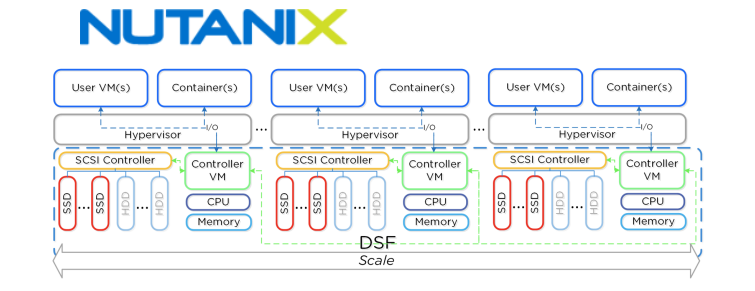 NUTANIX
User VM(s) Container(s) User VM(s) Container(s) User VM(s) Container(s)
I/O ... I/O ... I/O
Hypervisor Hypervisor Hypervisor
SCSI Controller Controller VM SCSI Controller Controller VM SCSI Controller Controller VM
SSD ... SSD HDD ... HDD SSD ... SSD HDD ... HDD SSD ... SSD HDD ... HDD
CPU CPU CPU
Memory Memory Memory
DSF
Scale